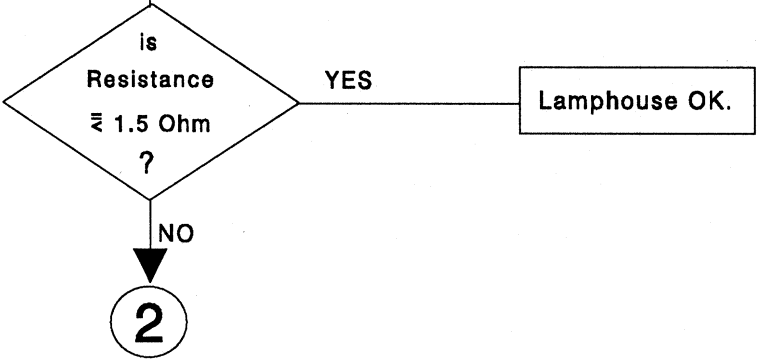 is
Resistance
≦ 1.5 Ohm
?
YES
Lamphouse OK.
NO
2